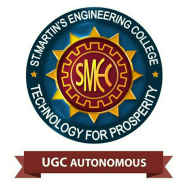 ST.MARTIN'S ENGINEERING COLLEGE
SMEC
TECHNOLOGY FOR PROSPERITY
UGC AUTONOMOUS